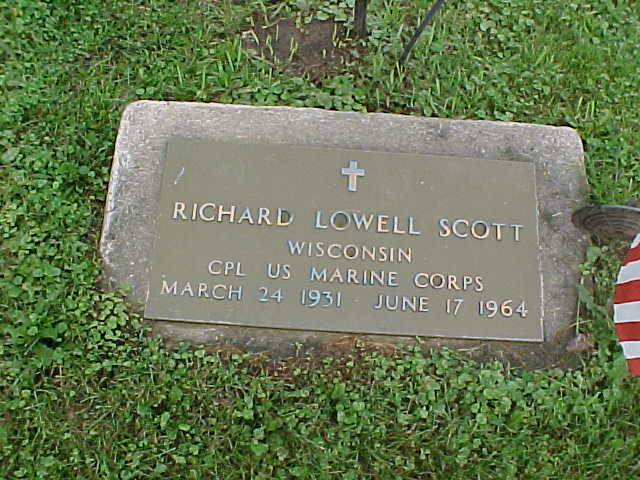 RICHARD LOWELL SCOTT
WISCONSIN
CPL US MARINE CORPS
MARCH 24 1931 JUNE 17 1964